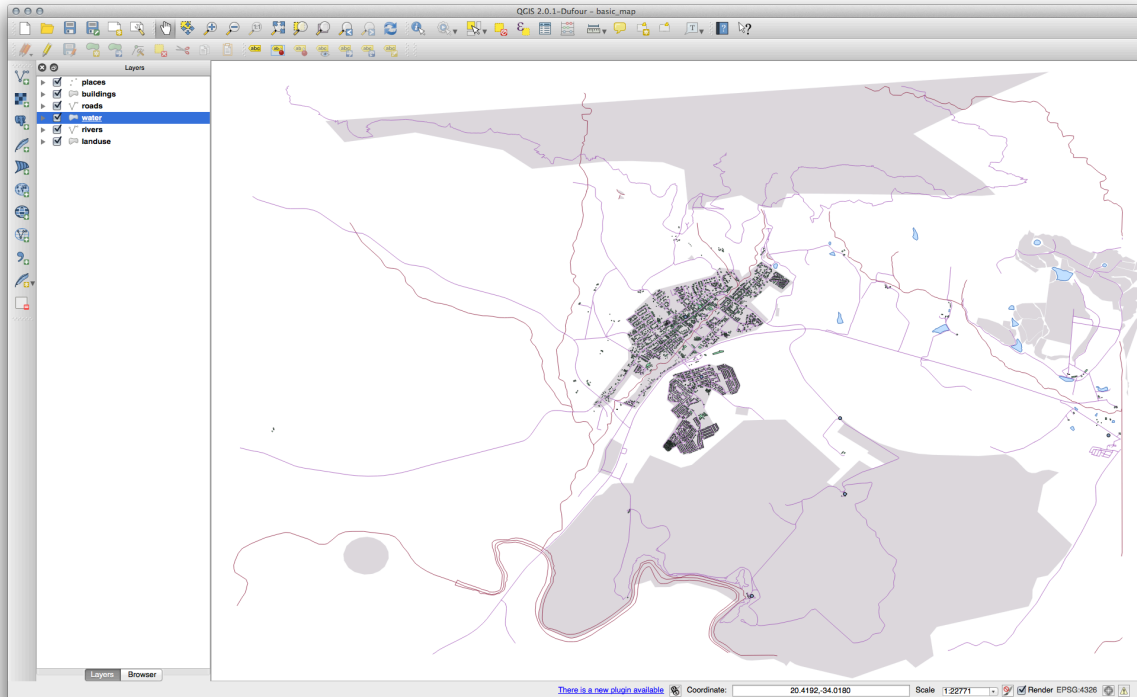 QGIS 2.0.1-Dufour - basic_map
Layers
places
buildings
roads
water
rivers
landuse
Layers Browser
There is a new plugin available Coordinate: 20.4192,-34.0180 Scale 1:22771 Render EPSG:4326